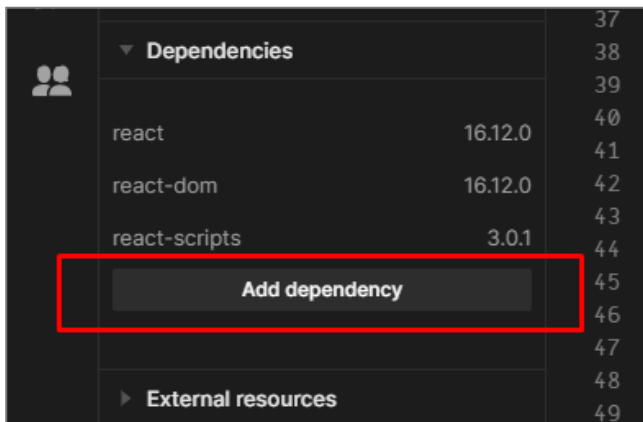 Dependencies
react 16.12.0
react-dom 16.12.0
react-scripts 3.0.1
Add dependency
External resources
37
38
39
40
41
42
43
44
45
46
47
48
49